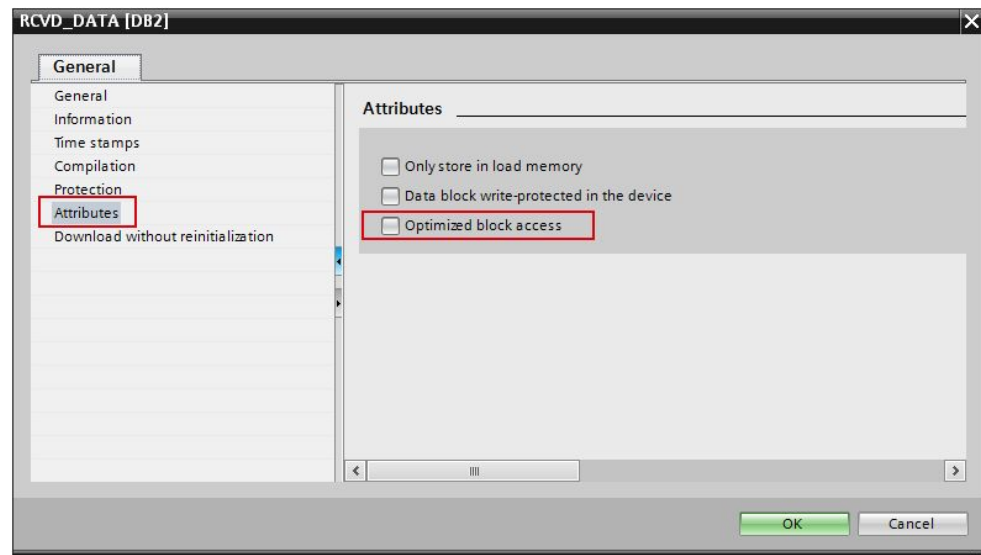 RCVD_DATA [DB2]
General
General
Information
Time stamps
Compilation
Protection
Attributes
Download without reinitialization
Attributes
Only store in load memory
Data block write-protected in the device
Optimized block access
OK
Cancel